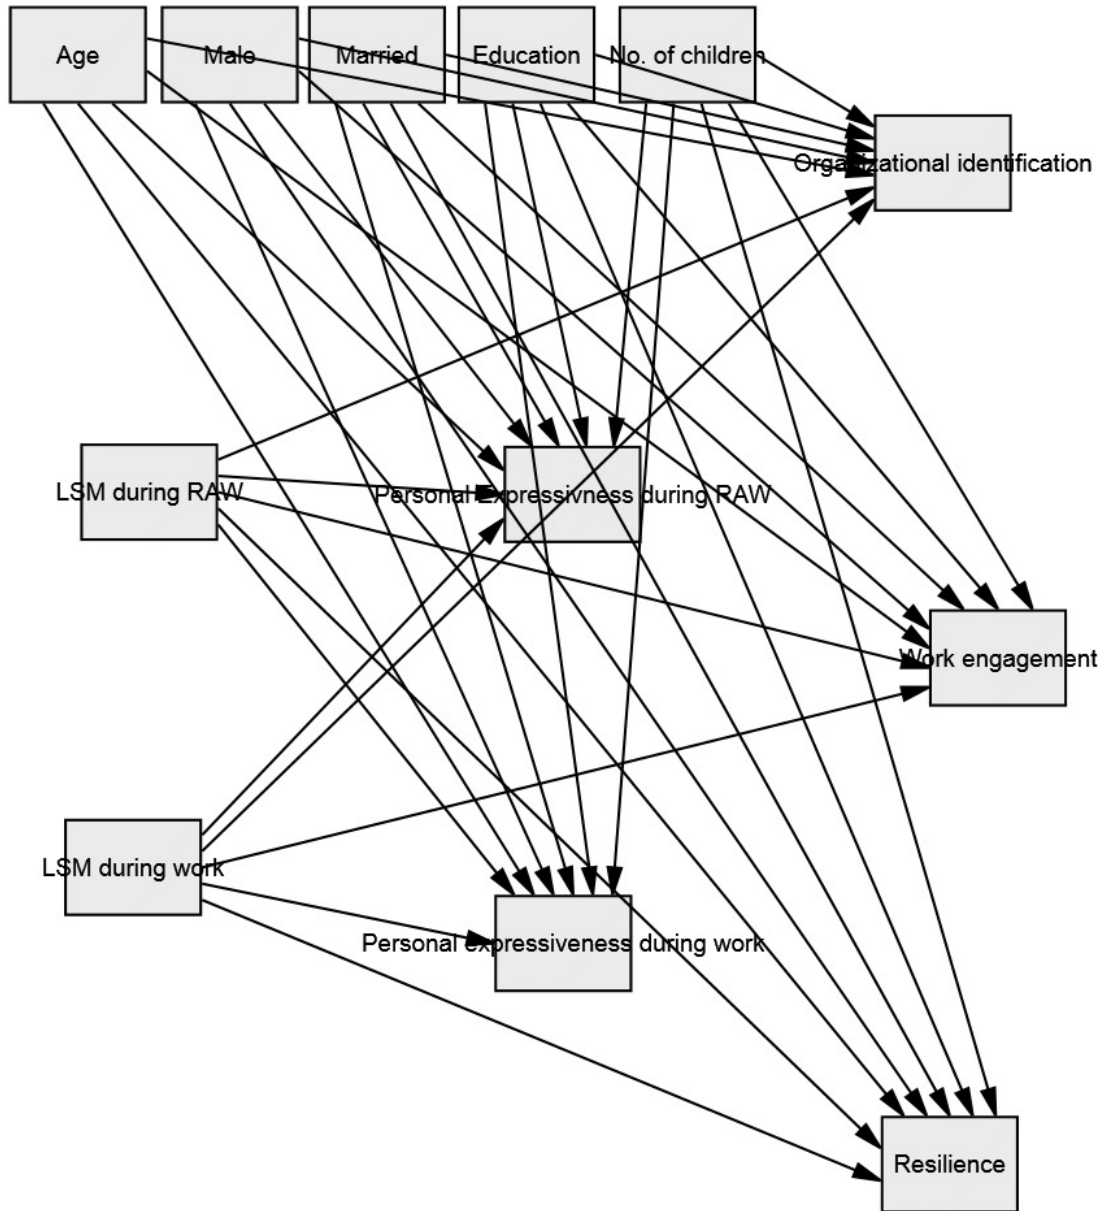 Age
Male
Married
Education
No. of children
Organizational identification
LSM during RAW
Personal Expressivness during RAW
Work engagement
LSM during work
Personal expressiveness during work
Resilience